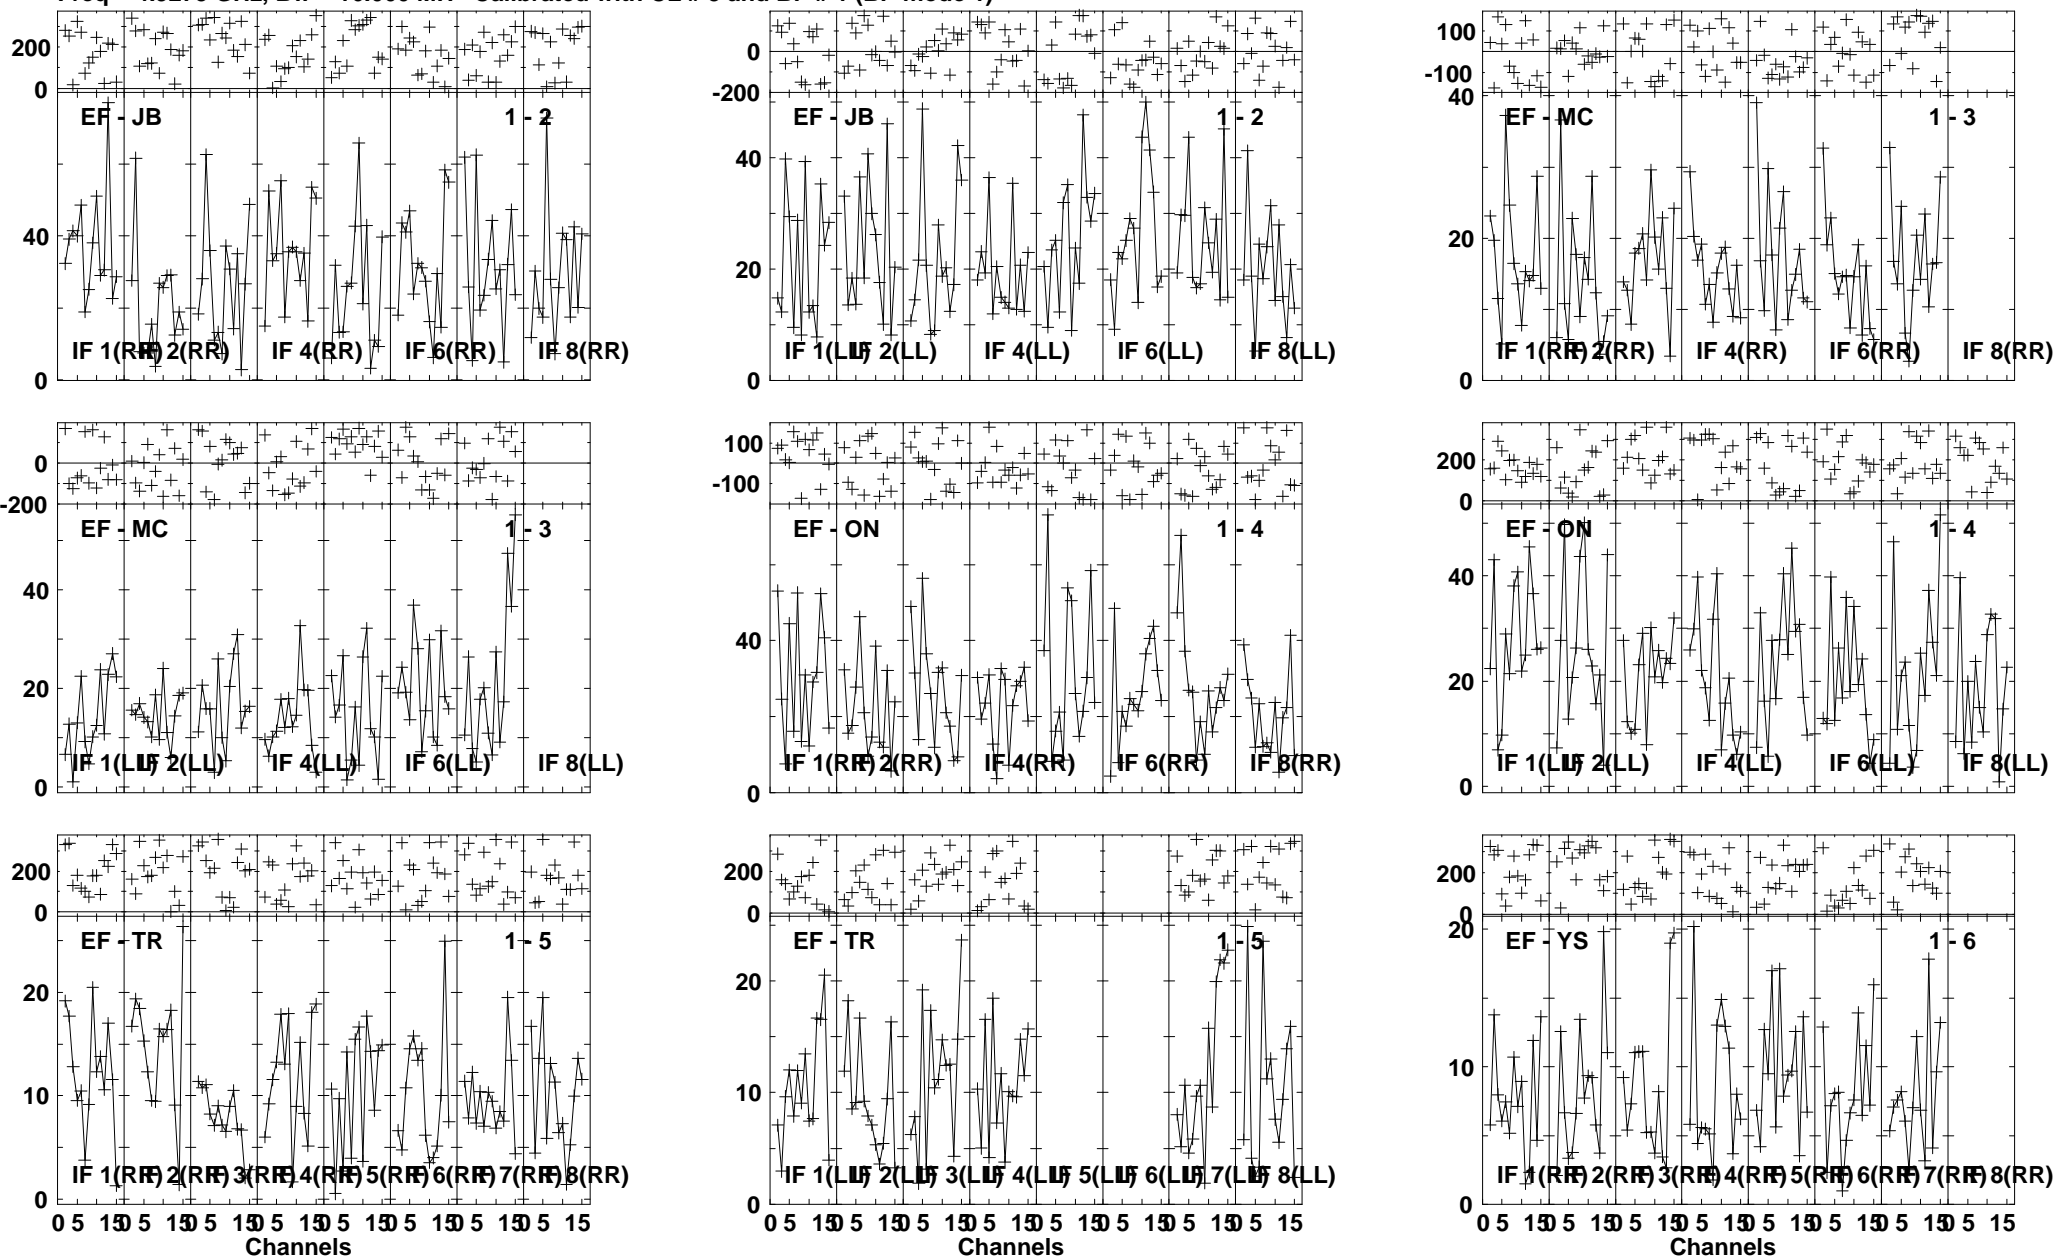 200
0
EF - JB
1 - 2
40
0
IF 1(RR) IF 2(RR) IF 4(RR) IF 6(RR) IF 8(RR)
200
0
-200
EF - JB
1 - 2
40
20
0
IF 1(LL) IF 2(LL) IF 4(LL) IF 6(LL) IF 8(LL)
100
0
-100
40
EF - MC
1 - 3
20
0
IF 1(RR) IF 2(RR) IF 4(RR) IF 6(RR) IF 8(RR)
0
-200
EF - MC
1 - 3
40
20
0
IF 1(LL) IF 2(LL) IF 4(LL) IF 6(LL) IF 8(LL)
100
0
-100
EF - ON
1 - 4
40
0
IF 1(RR) IF 2(RR) IF 4(RR) IF 6(RR) IF 8(RR)
200
0
EF - ON
1 - 4
40
20
0
IF 1(LL) IF 2(LL) IF 4(LL) IF 6(LL) IF 8(LL)
200
0
EF - TR
1 - 5
20
10
0
IF 1(RR) IF 2(RR) IF 3(RR) IF 4(RR) IF 5(RR) IF 6(RR) IF 7(RR) IF 8(RR)
0 5 15 0 5 15 0 5 15 0 5 15 0 5 15 0 5 15 0 5 15 0 5 15
Channels
200
0
EF - TR
1 - 5
20
10
0
IF 1(LL) IF 2(LL) IF 3(LL) IF 4(LL) IF 5(LL) IF 6(LL) IF 7(LL) IF 8(LL)
0 5 15 0 5 15 0 5 15 0 5 15 0 5 15 0 5 15 0 5 15 0 5 15
Channels
200
0
20
EF - YS
1 - 6
10
0
IF 1(RR) IF 2(RR) IF 3(RR) IF 4(RR) IF 5(RR) IF 6(RR) IF 7(RR) IF 8(RR)
0 5 15 0 5 15 0 5 15 0 5 15 0 5 15 0 5 15 0 5 15 0 5 15
Channels